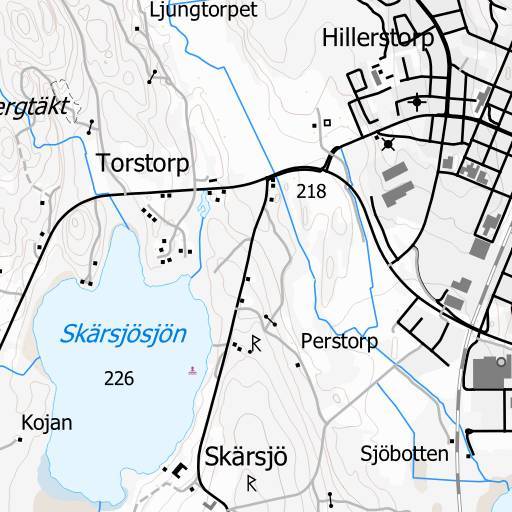 Ljungtorpet
Hillerstorp
ergtäkt
Torstorp
218
Skärsjösjön
Perstorp
226
Kojan
Skärsjö
Sjöbotten